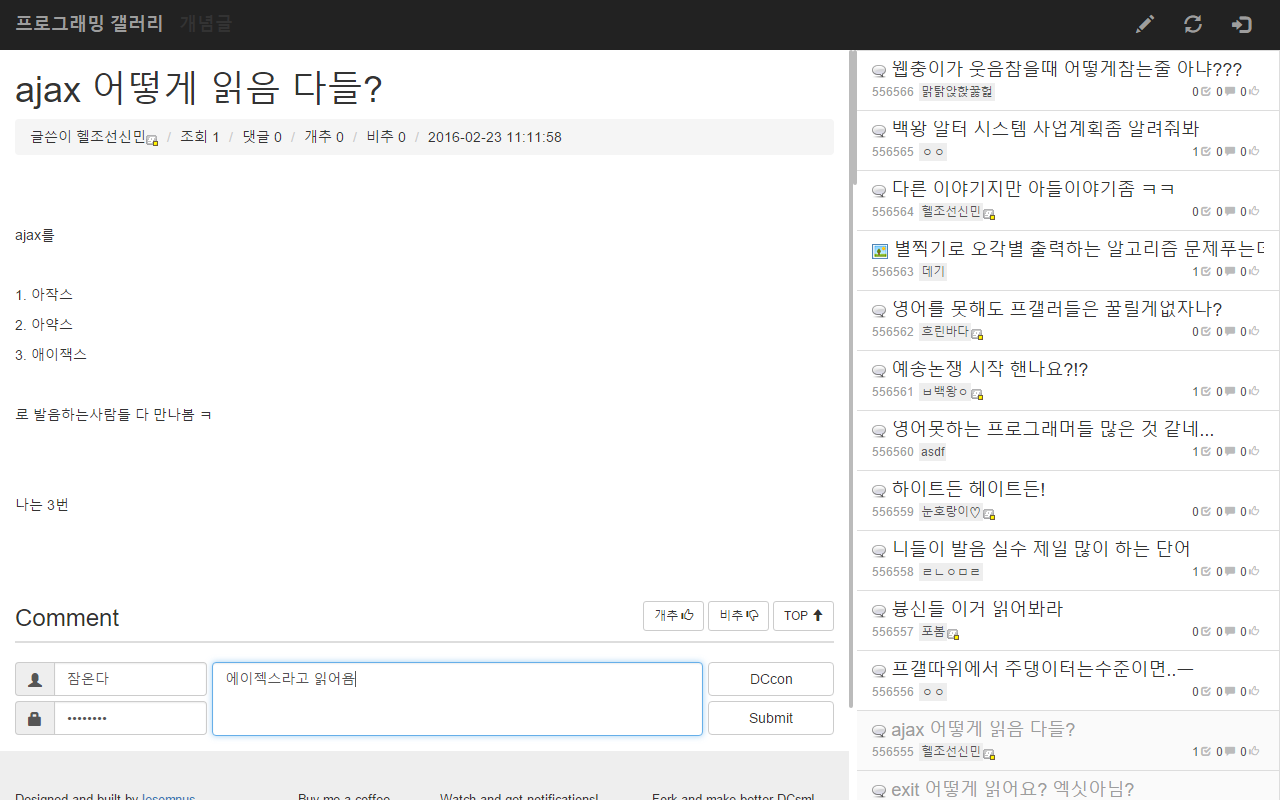 프로그래밍 갤러리 개념글
ajax 어떻게 읽음 다들?
글쓴이 헬조선신민 / 조회 1 / 댓글 0 / 개추 0 / 비추 0 / 2016-02-23 11:11:58
ajax를
1. 아작스
2. 아약스
3. 애이잭스
로 발음하는사람들 다 만나봄 ㅋ
나는 3번
Comment
개추
비추
TOP
잠온다
에이젝스라고 읽어욤
DCcon
••••••••
Submit
Designed and built by losempus
Buy me a coffee
Watch and get notifications!
Fork and make better DCsml
웹충이가 웃음참을때 어떻게참는줄 아냐???
556566 맑탉앉핝꿇헗 0 0 0
백왕 알터 시스템 사업계획좀 알려줘봐
556565 ㅇㅇ 1 0 0
다른 이야기지만 아들이야기좀 ㅋㅋ
556564 헬조선신민 0 0 0
별찍기로 오각별 출력하는 알고리즘 문제푸는데
556563 데기 1 0 0
영어를 못해도 프갤러들은 꿀릴게없자나?
556562 흐린바다 0 0 0
예송논쟁 시작 핸나요?!?
556561 ㅂ백왕ㅇ 1 0 0
영어못하는 프로그래머들 많은 것 같네...
556560 asdf 1 0 0
하이트든 헤이트든!
556559 눈호랑이♡ 0 0 0
니들이 발음 실수 제일 많이 하는 단어
556558 ㄹㄴㅇㅁㄹ 1 0 0
븅신들 이거 읽어봐라
556557 포봄 0 0 0
프갤따위에서 주댕이터는수준이면..ㅡ
556556 ㅇㅇ 0 0 0
ajax 어떻게 읽음 다들?
556555 헬조선신민 1 0 0
exit 어떻게 읽어요? 엑싯아님?